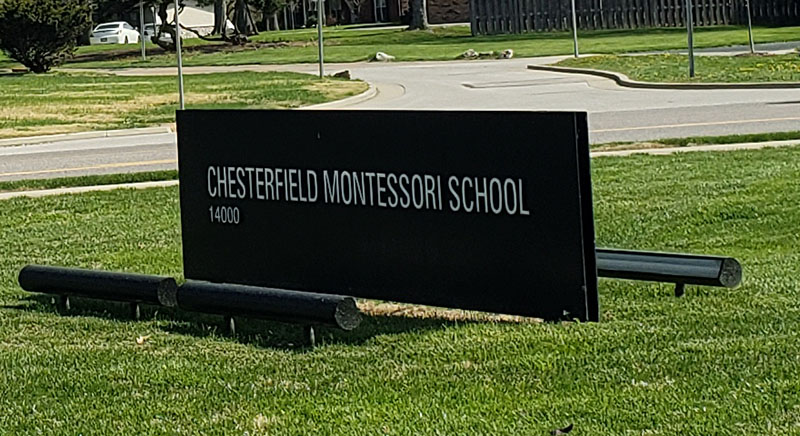 CHESTERFIELD MONTESSORI SCHOOL
14000